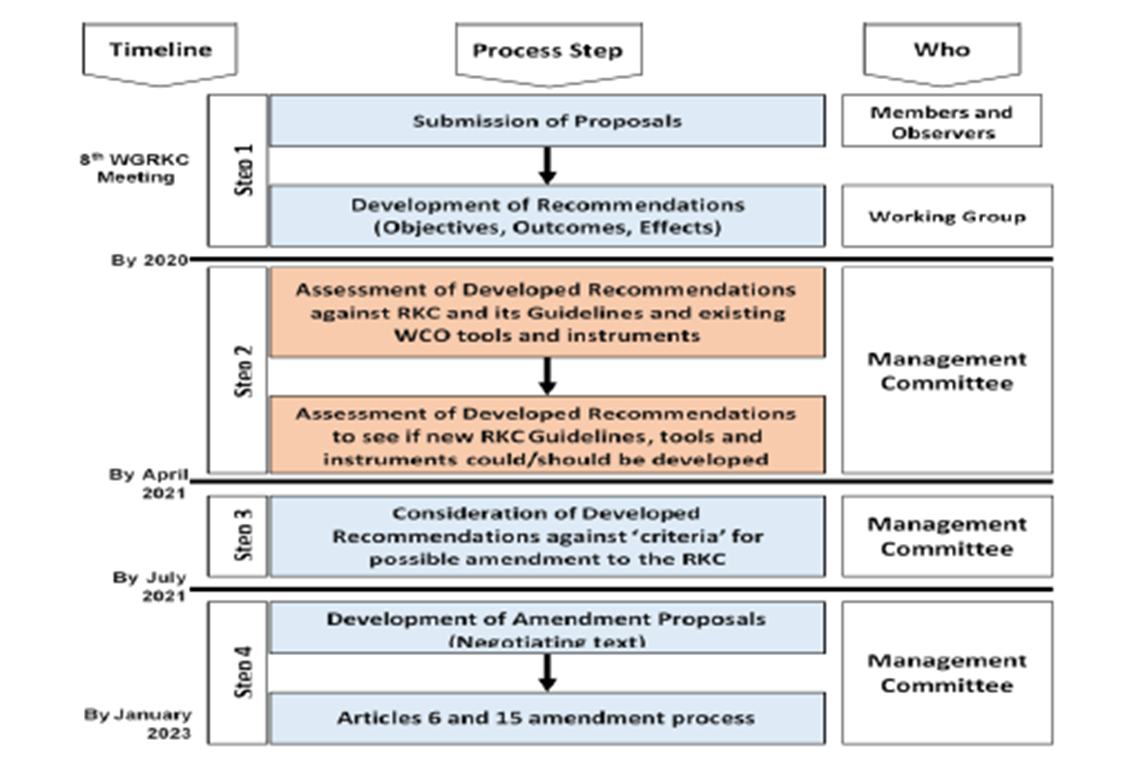 Timeline
Process Step
Who
8th WGRKC
Meeting
Step 1
Submission of Proposals
Members and
Observers
Development of Recommendations
(Objectives, Outcomes, Effects)
Working Group
By 2020
Step 2
Assessment of Developed Recommendations
against RKC and its Guidelines and existing
WCO tools and instruments
Management
Committee
Assessment of Developed Recommendations
to see if new RKC Guidelines, tools and
instruments could/should be developed
By April
2021
Step 3
Consideration of Developed
Recommendations against ‘criteria’ for
possible amendment to the RKC
Management
Committee
By July
2021
Step 4
Development of Amendment Proposals
(Negotiating text)
Management
Committee
Articles 6 and 15 amendment process
By January
2023